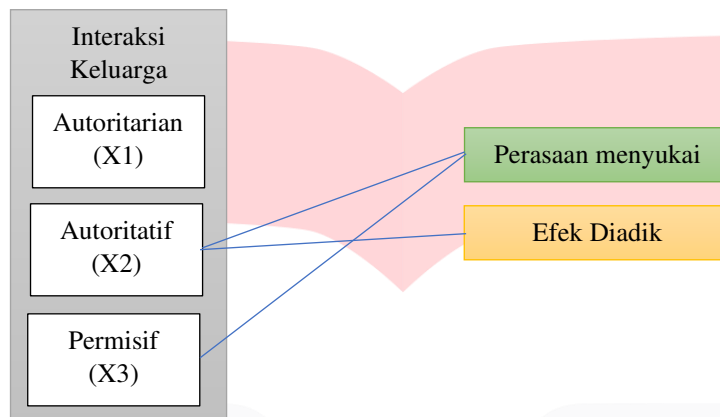 Interaksi
Keluarga
Autoritarian
(X1)
Autoritatif
(X2)
Permisif
(X3)
Perasaan menyukai
Efek Diadik